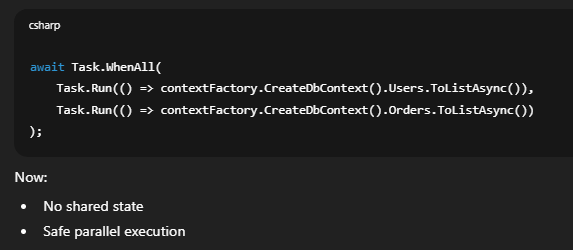 csharp
await Task.WhenAll(
    Task.Run(() => contextFactory.CreateDbContext().Users.ToListAsync()),
    Task.Run(() => contextFactory.CreateDbContext().Orders.ToListAsync())
);
Now:
• No shared state
• Safe parallel execution